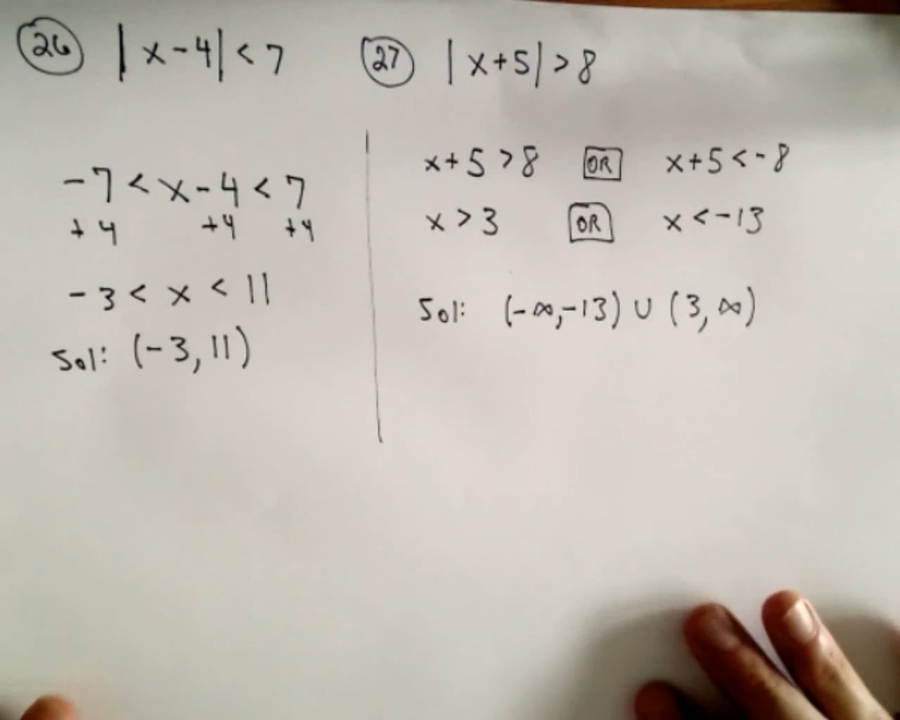 26 |x-4| < 7
-7 < x-4 < 7
+4 +4 +4
-3 < x < 11
Sol: (-3, 11)
27 |x+5| > 8
x+5 > 8 OR x+5 < -8
x > 3 OR x < -13
Sol: (-∞, -13) ∪ (3, ∞)